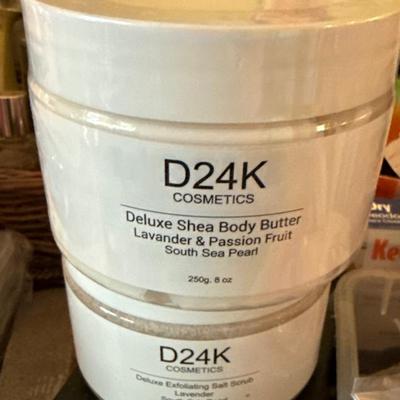 D24K
COSMETICS
Deluxe Shea Body Butter
Lavander & Passion Fruit
South Sea Pearl
250g. 8 oz
D24K
COSMETICS
Deluxe Exfoliating Salt Scrub
Lavender
Ke